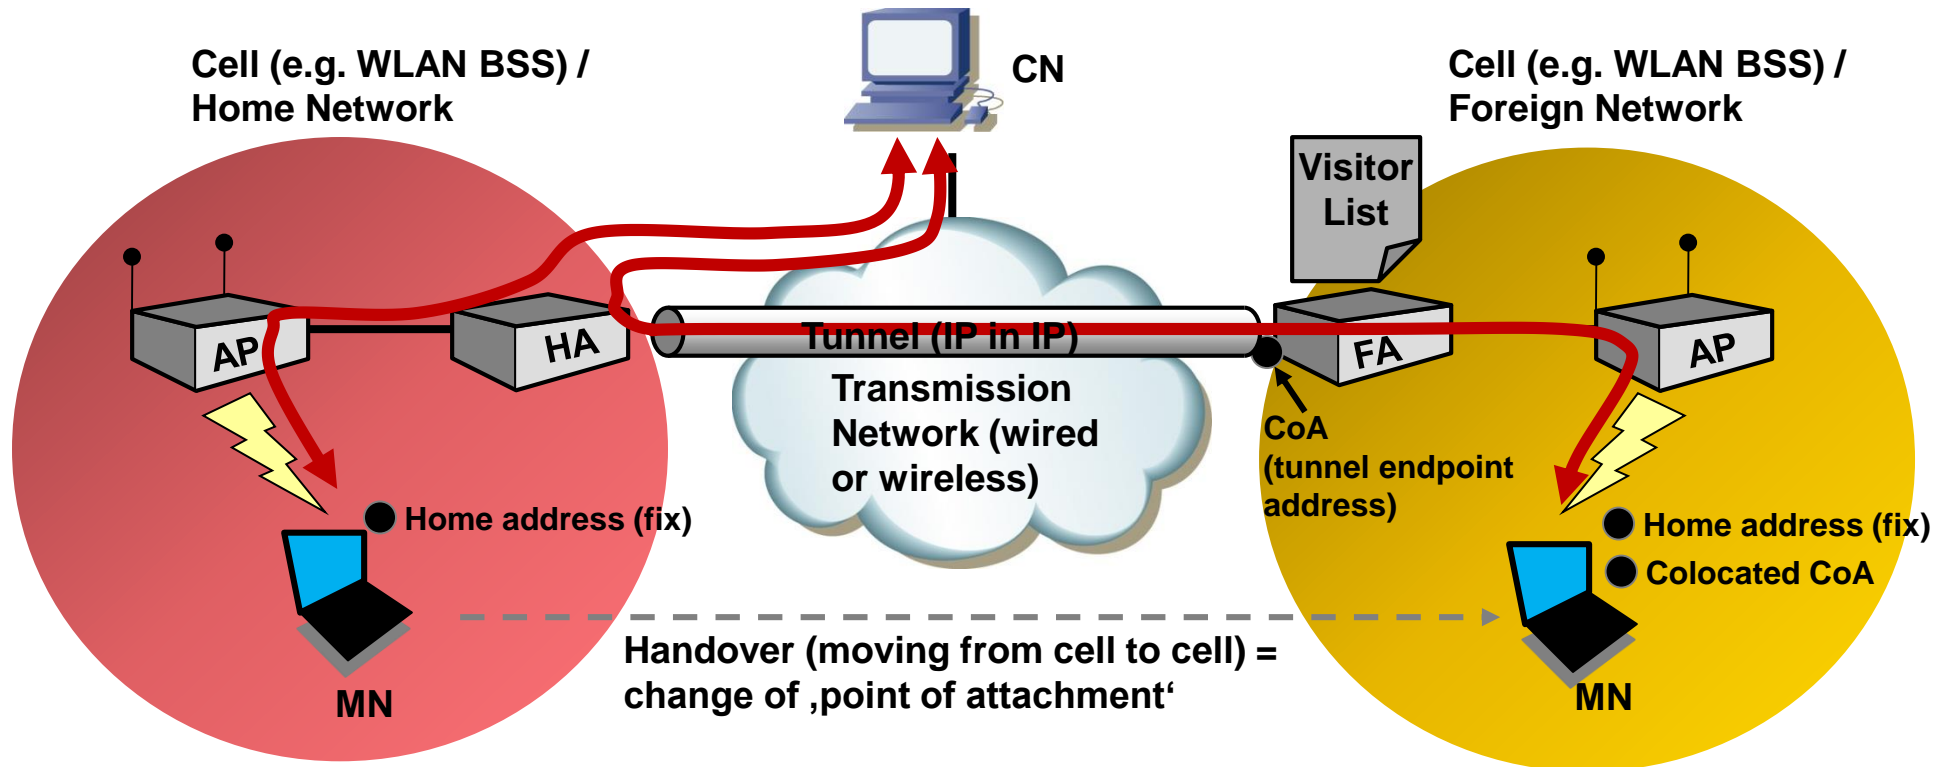 Cell (e.g. WLAN BSS) /
Home Network
CN
Cell (e.g. WLAN BSS) /
Foreign Network
Visitor
List
AP
HA
Tunnel (IP in IP)
FA
AP
Transmission
Network (wired
or wireless)
CoA
(tunnel endpoint
address)
Home address (fix)
Home address (fix)
Colocated CoA
Handover (moving from cell to cell) =
change of ‚point of attachment‘
MN
MN